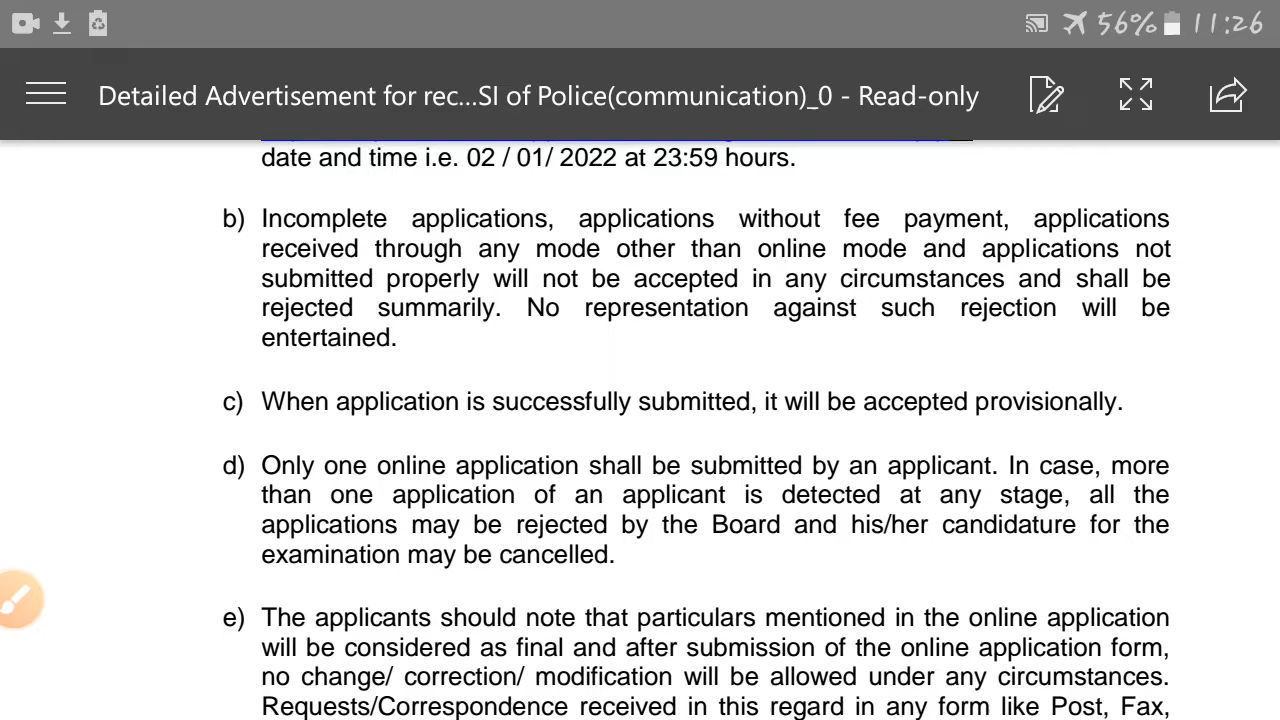 56% 11:26
Detailed Advertisement for rec...SI of Police(communication)_0 - Read-only
date and time i.e. 02 / 01/ 2022 at 23:59 hours.
b) Incomplete applications, applications without fee payment, applications
received through any mode other than online mode and applications not
submitted properly will not be accepted in any circumstances and shall be
rejected summarily. No representation against such rejection will be
entertained.
c) When application is successfully submitted, it will be accepted provisionally.
d) Only one online application shall be submitted by an applicant. In case, more
than one application of an applicant is detected at any stage, all the
applications may be rejected by the Board and his/her candidature for the
examination may be cancelled.
e) The applicants should note that particulars mentioned in the online application
will be considered as final and after submission of the online application form,
no change/ correction/ modification will be allowed under any circumstances.
Requests/Correspondence received in this regard in any form like Post, Fax,